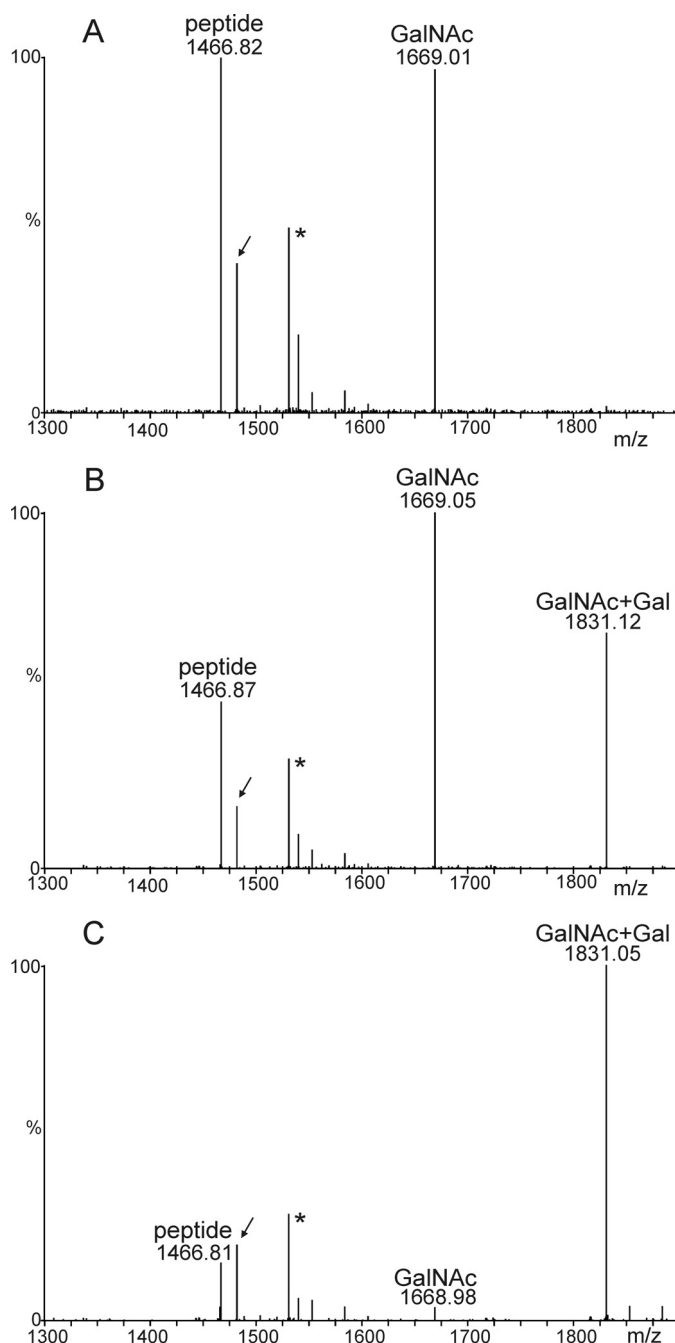 A
peptide
1466.82
GalNAc
1669.01
100
*
%
0
1300 1400 1500 1600 1700 1800
m/z
B
GalNAc
1669.05
100
GalNAc+Gal
1831.12
peptide
1466.87
%
*
0
1300 1400 1500 1600 1700 1800
m/z
C
GalNAc+Gal
1831.05
100
%
peptide
1466.81
*
GalNAc
1668.98
0
1300 1400 1500 1600 1700 1800
m/z